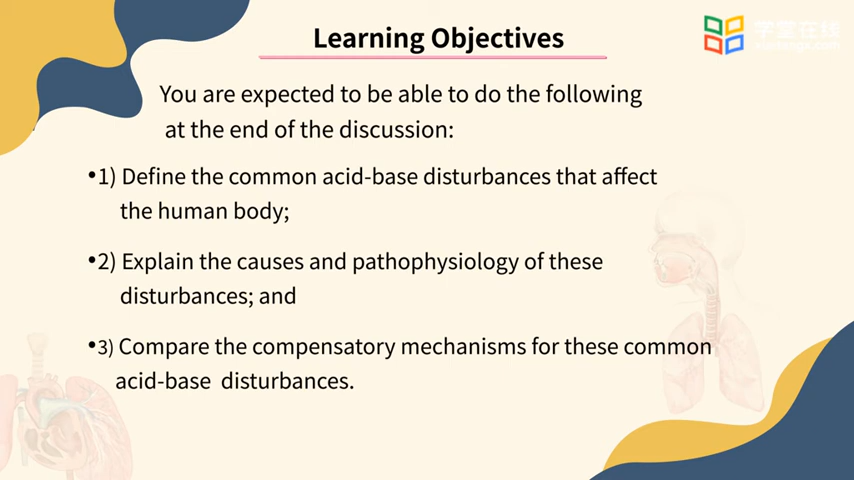 Learning Objectives
学堂在线
xuetangx.com
You are expected to be able to do the following
at the end of the discussion:
•1) Define the common acid-base disturbances that affect
the human body;
•2) Explain the causes and pathophysiology of these
disturbances; and
•3) Compare the compensatory mechanisms for these common
acid-base disturbances.